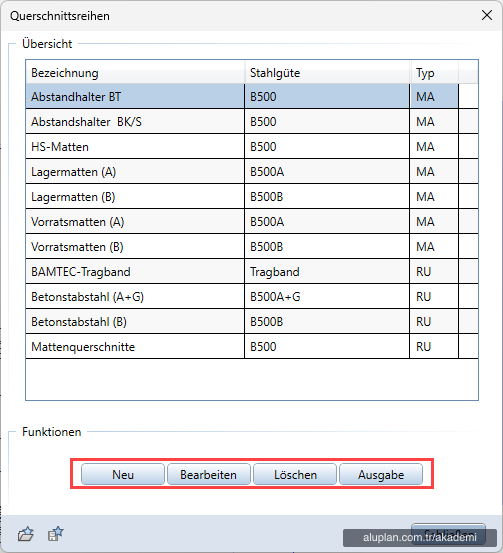 Querschnittsreihen
Übersicht
Bezeichnung Stahlgüte Typ
Abstandhalter BT B500 MA
Abstandshalter BK/S B500 MA
HS-Matten B500 MA
Lagermatten (A) B500A MA
Lagermatten (B) B500B MA
Vorratsmatten (A) B500A MA
Vorratsmatten (B) B500B MA
BAMTEC-Tragband Tragband RU
Betonstabstahl (A+G) B500A+G RU
Betonstabstahl (B) B500B RU
Mattenquerschnitte B500 RU
Funktionen
Neu Bearbeiten Löschen Ausgabe
aluplan.com.tr/akademi